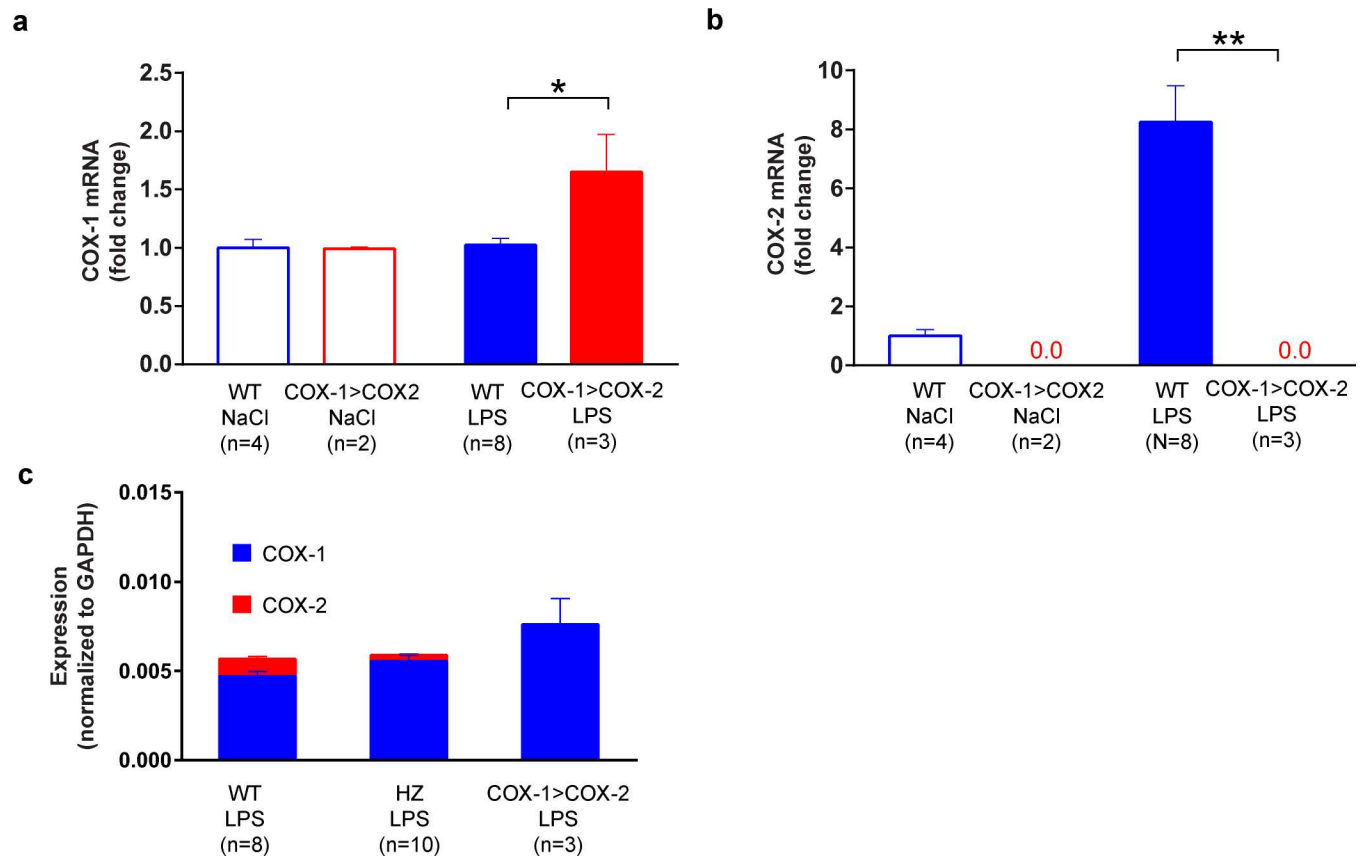 a
COX-1 mRNA
(fold change)
2.5
2.0
1.5
1.0
0.5
0.0
*
WT
NaCl
(n=4)
COX-1>COX2
NaCl
(n=2)
WT
LPS
(n=8)
COX-1>COX-2
LPS
(n=3)
b
COX-2 mRNA
(fold change)
10
8
6
4
2
0
**
0.0
0.0
WT
NaCl
(n=4)
COX-1>COX2
NaCl
(n=2)
WT
LPS
(N=8)
COX-1>COX-2
LPS
(n=3)
c
Expression
(normalized to GAPDH)
0.015
0.010
0.005
0.000
COX-1
COX-2
WT
LPS
(n=8)
HZ
LPS
(n=10)
COX-1>COX-2
LPS
(n=3)